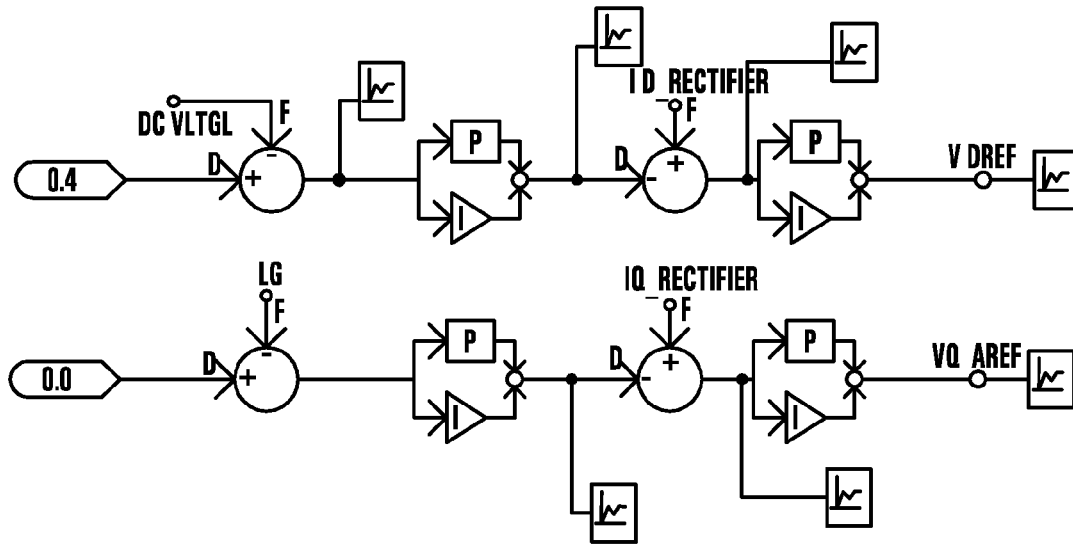 I D_RECTIFIER
DC VLTGL
F
F
P
P
D
+
-
D
-
+
V DREF
0.4
I
I
LG
IQ_RECTIFIER
F
F
P
P
D
+
-
D
-
+
VQ_AREF
0.0
I
I